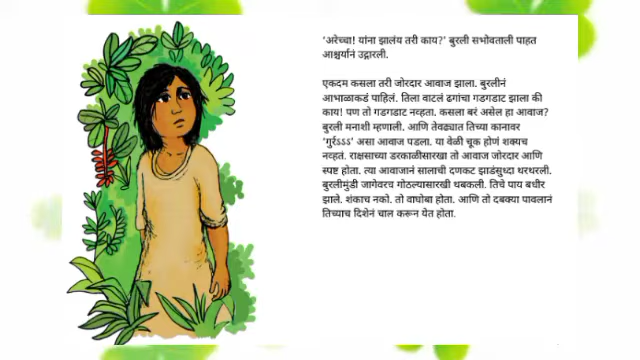 ‘अरेच्चा! यांना झालंय तरी काय?’ बुरली सभोवताली पाहत
आश्चर्यानं उद्गारली.
एकदम कसला तरी जोरदार आवाज झाला. बुरलीनं
आभाळाकडं पाहिलं. तिला वाटलं ढगांचा गडगडाट झाला की
काय! पण तो गडगडाट नव्हता. कसला बरं असेल हा आवाज?
बुरली मनाशी म्हणाली. आणि तेवढ्यात तिच्या कानावर
‘गुर्रऽऽऽ’ असा आवाज पडला. या वेळी चूक होणं शक्यच
नव्हतं. राक्षसाच्या डरकाळीसारखा तो आवाज जोरदार आणि
स्पष्ट होता. त्या आवाजानं सालाची दणकट झाडंसुध्दा थरथरली.
बुरलीमुंडी जागेवरच गोठल्यासारखी थबकली. तिचे पाय बधीर
झाले. शंकाच नको. तो वाघोबा होता. आणि तो दबक्या पावलानं
तिच्याच दिशेनं चाल करून येत होता.